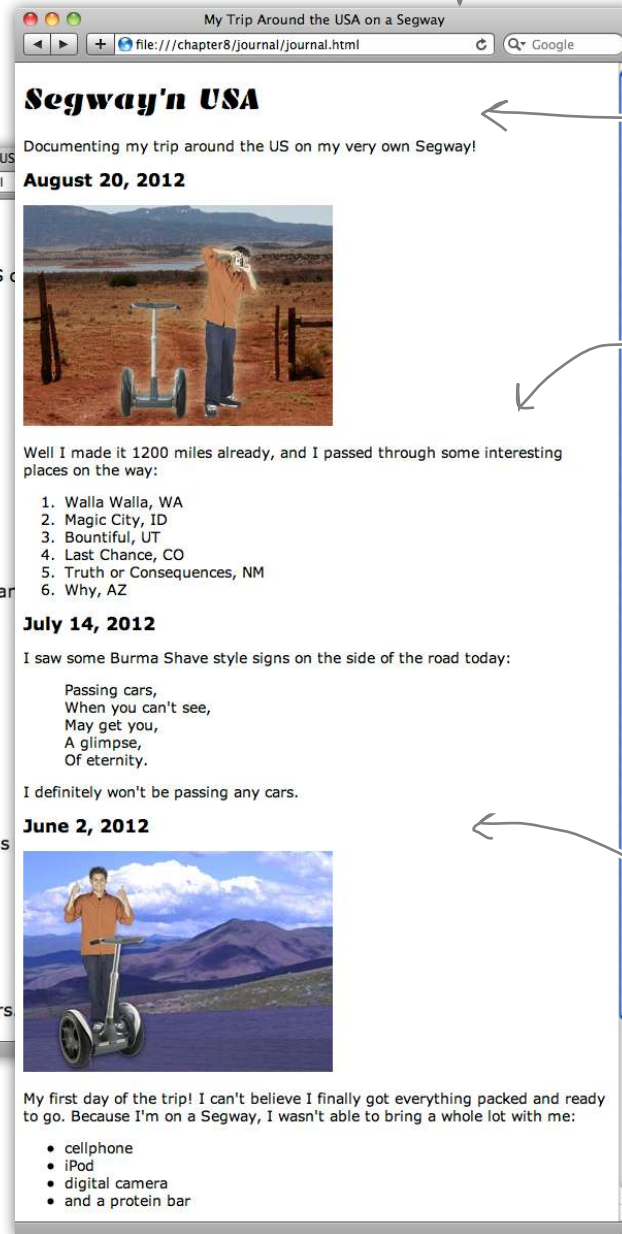 My Trip Around the USA on a Segway
file:///chapter8/journal/journal.html
Google
Segway'n USA
Documenting my trip around the US on my very own Segway!
August 20, 2012
Well I made it 1200 miles already, and I passed through some interesting
places on the way:
1. Walla Walla, WA
2. Magic City, ID
3. Bountiful, UT
4. Last Chance, CO
5. Truth or Consequences, NM
6. Why, AZ
July 14, 2012
I saw some Burma Shave style signs on the side of the road today:
Passing cars,
When you can't see,
May get you,
A glimpse,
Of eternity.
I definitely won't be passing any cars.
June 2, 2012
My first day of the trip! I can't believe I finally got everything packed and ready
to go. Because I'm on a Segway, I wasn't able to bring a whole lot with me:
• cellphone
• iPod
• digital camera
• and a protein bar